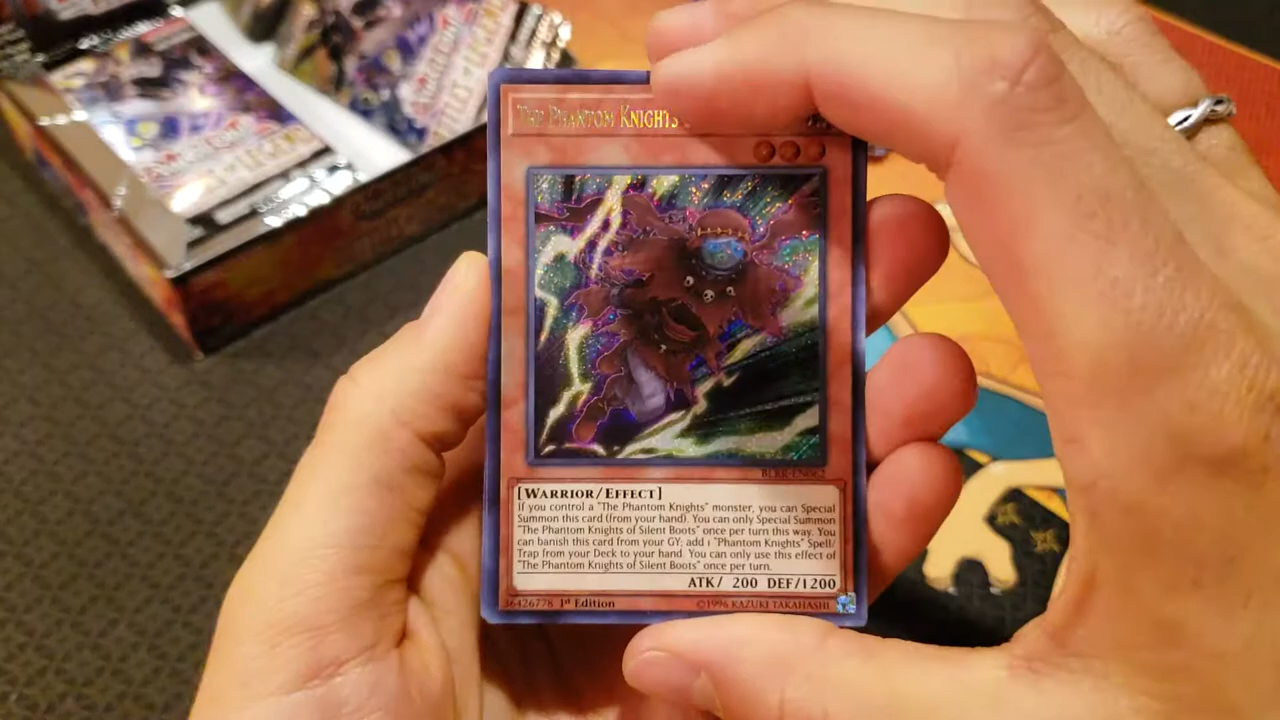 THE PHANTOM KNIGHTS
BLRR-EN062
[WARRIOR/EFFECT]
If you control a "The Phantom Knights" monster, you can Special
Summon this card (from your hand). You can only Special Summon
"The Phantom Knights of Silent Boots" once per turn this way. You
can banish this card from your GY; add 1 "Phantom Knights" Spell/
Trap from your Deck to your hand. You can only use this effect of
"The Phantom Knights of Silent Boots" once per turn.
ATK/ 200 DEF/1200
36426778 1st Edition
©1996 KAZUKI TAKAHASHI